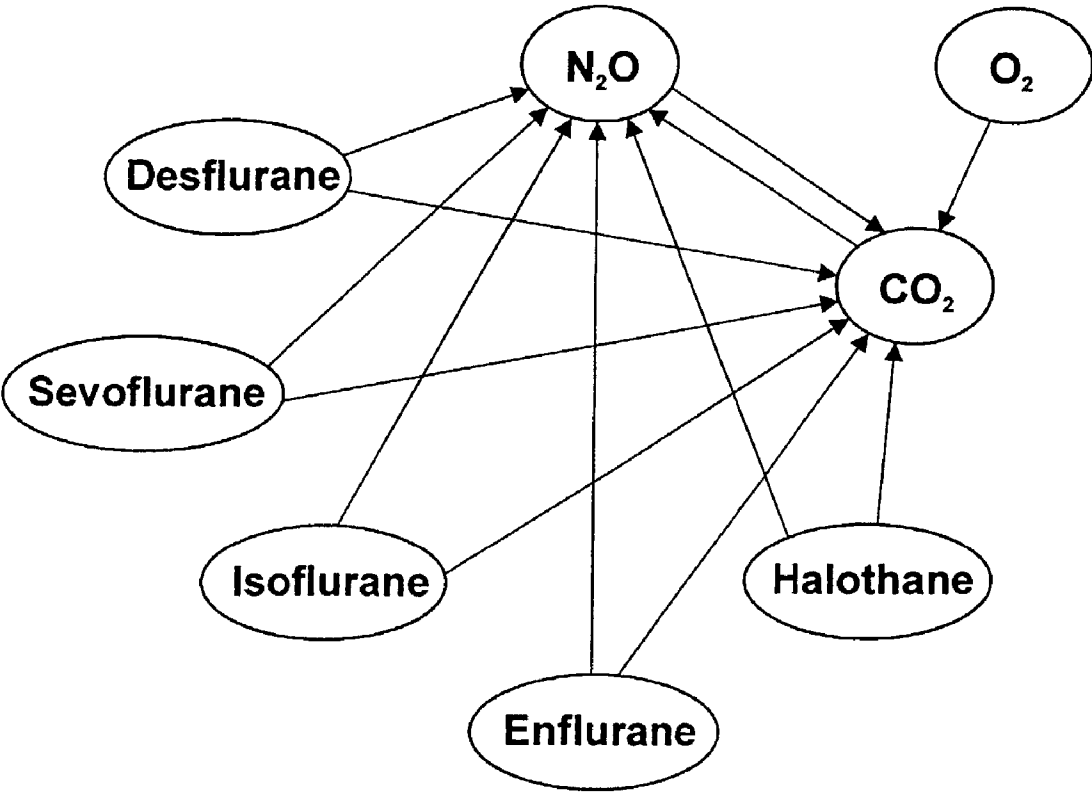 N₂O
O₂
Desflurane
CO₂
Sevoflurane
Isoflurane
Halothane
Enflurane